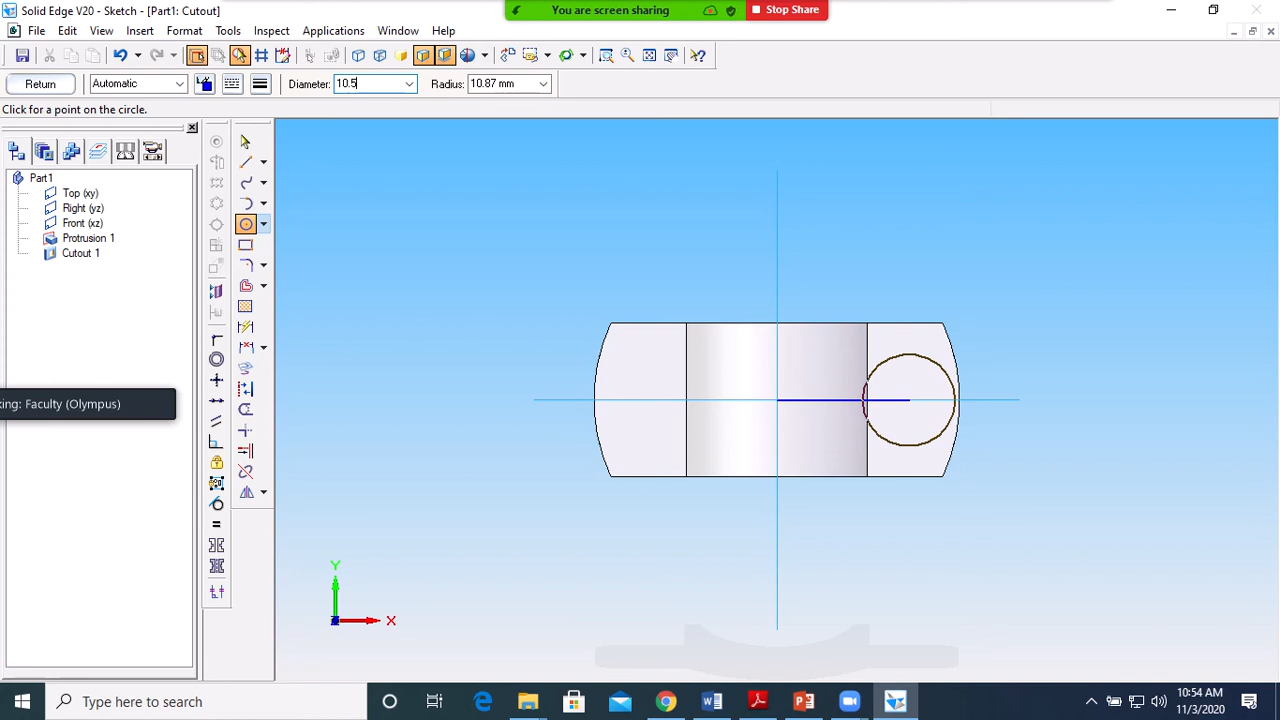 Solid Edge V20 - Sketch - [Part1: Cutout]
You are screen sharing
Stop Share
File Edit View Insert Format Tools Inspect Applications Window Help
Return Automatic Diameter: 10.5 Radius: 10.87 mm
Click for a point on the circle.
Part1
Top (xy)
Right (yz)
Front (xz)
Protrusion 1
Cutout 1
king: Faculty (Olympus)
Y
X
Type here to search
10:54 AM
11/3/2020